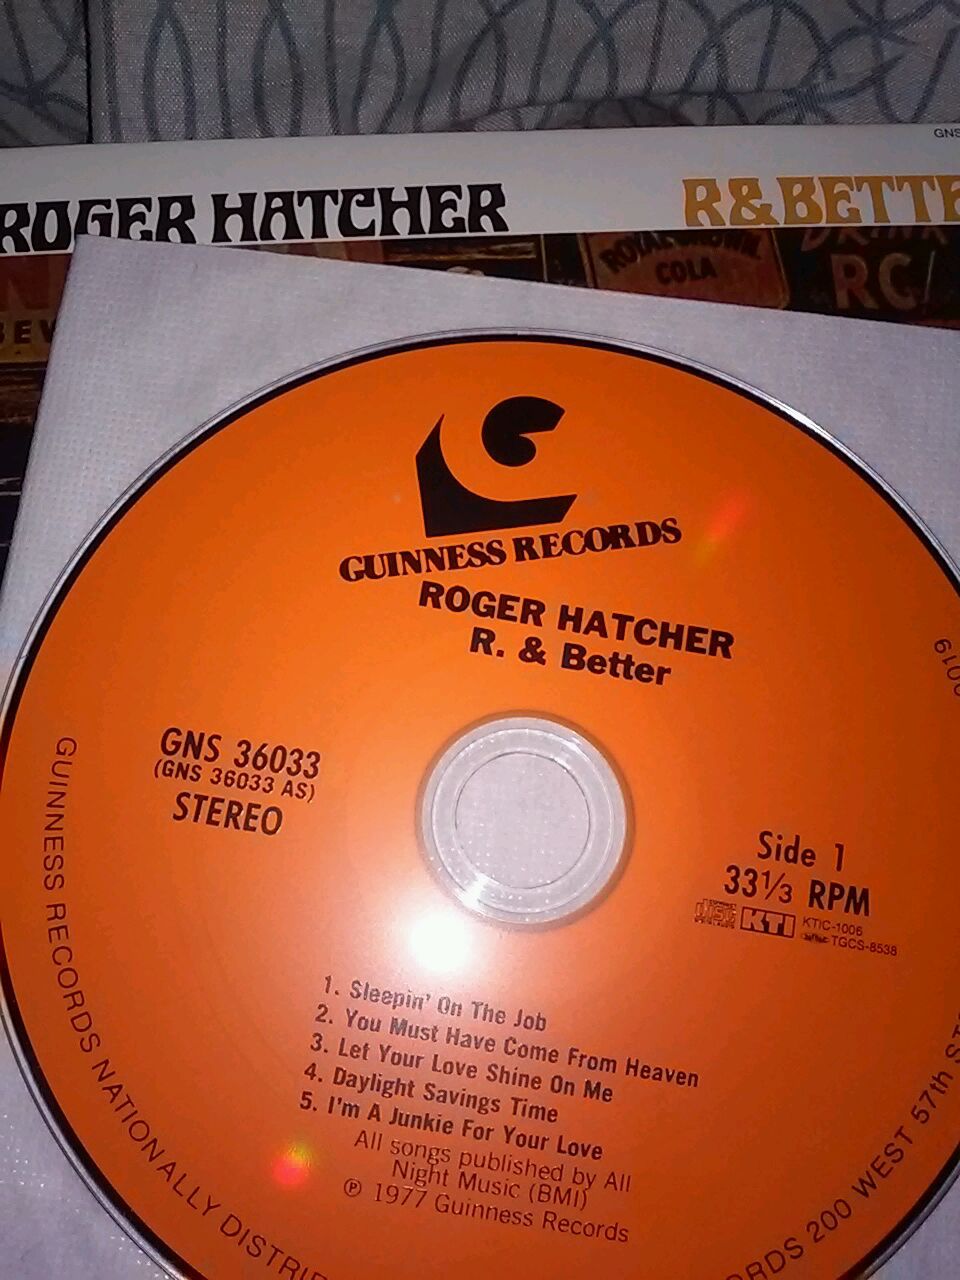 GNS
ROGER HATCHER
R&BETTE
ROYAL CROWN
COLA
DRINK
RC
GUINNESS RECORDS
ROGER HATCHER
R. & Better
2019
GNS 36033
(GNS 36033 AS)
STEREO
Side 1
33⅓ RPM
KTI
KTIC-1006
TGCS-8538
1. Sleepin' On The Job
2. You Must Have Come From Heaven
3. Let Your Love Shine On Me
4. Daylight Savings Time
5. I'm A Junkie For Your Love
All songs published by All
Night Music (BMI)
℗ 1977 Guinness Records
GUINNESS RECORDS NATIONALLY DISTRI
RDS 200 WEST 57th ST